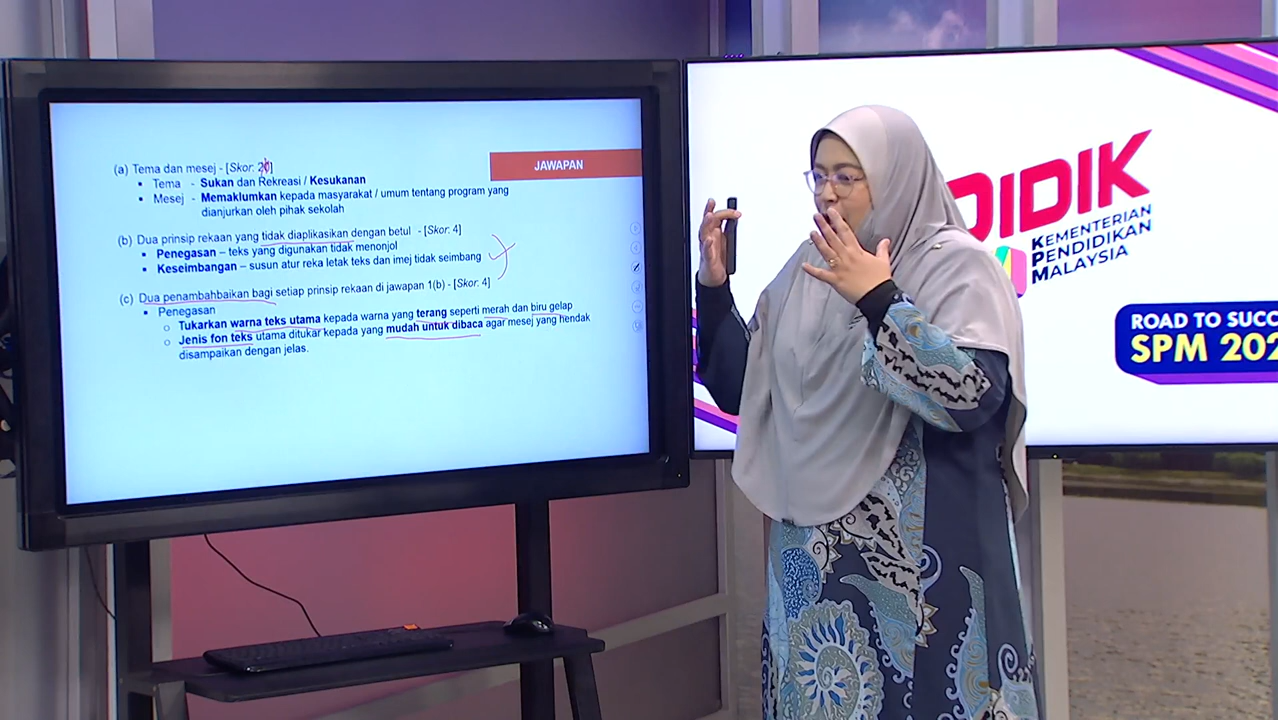 JAWAPAN
(a) Tema dan mesej - [Skor: 2]
▪ Tema - Sukan dan Rekreasi / Kesukanan
▪ Mesej - Memaklumkan kepada masyarakat / umum tentang program yang
dianjurkan oleh pihak sekolah
(b) Dua prinsip rekaan yang tidak diaplikasikan dengan betul - [Skor: 4]
▪ Penegasan – teks yang digunakan tidak menonjol
▪ Keseimbangan – susun atur reka letak teks dan imej tidak seimbang
(c) Dua penambahbaikan bagi setiap prinsip rekaan di jawapan 1(b) - [Skor: 4]
▪ Penegasan
○ Tukarkan warna teks utama kepada warna yang terang seperti merah dan biru gelap
○ Jenis fon teks utama ditukar kepada yang mudah untuk dibaca agar mesej yang hendak
disampaikan dengan jelas.
DIDIK
KEMENTERIAN
PENDIDIKAN
MALAYSIA
ROAD TO SUCC
SPM 202